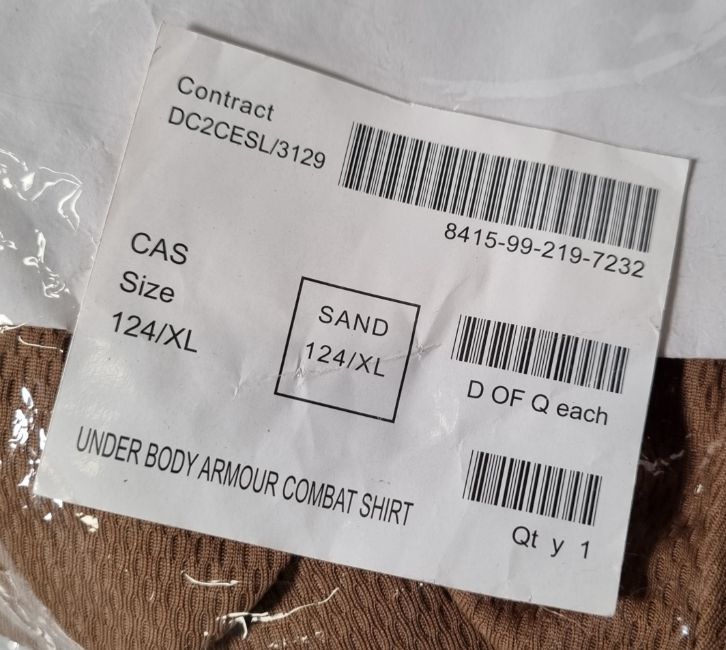 Contract
DC2CESL/3129
8415-99-219-7232
CAS
Size
124/XL
SAND
124/XL
D OF Q each
UNDER BODY ARMOUR COMBAT SHIRT
Qt y 1